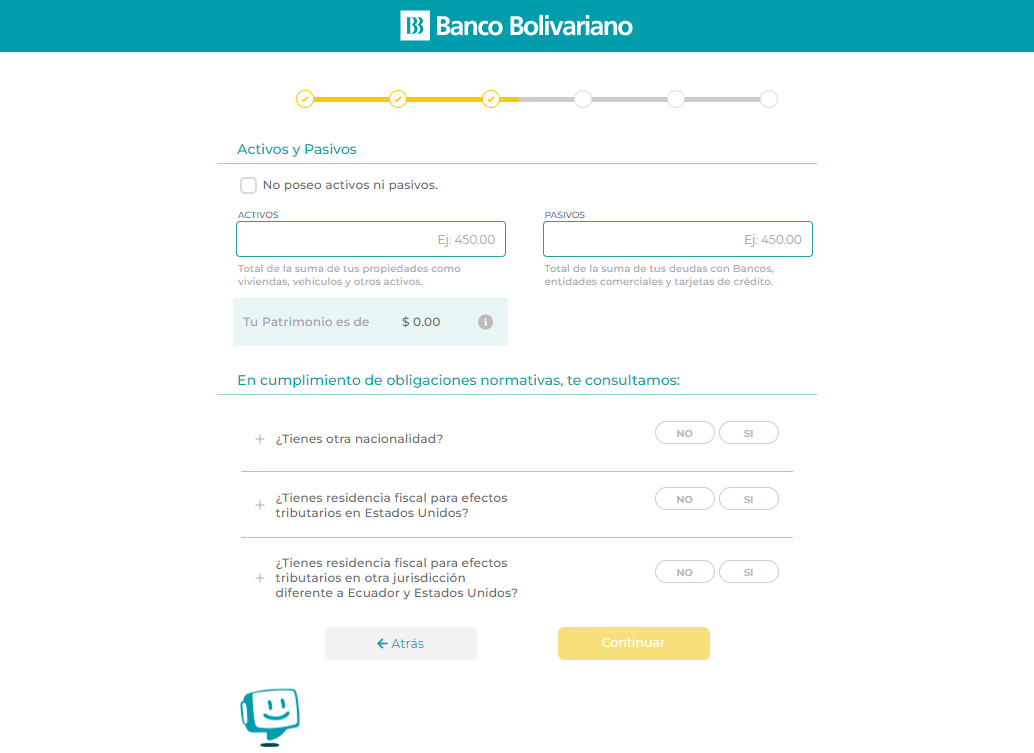 Banco Bolivariano
Activos y Pasivos
No poseo activos ni pasivos.
ACTIVOS
Ej: 450.00
Total de la suma de tus propiedades como
viviendas, vehículos y otros activos.
PASIVOS
Ej: 450.00
Total de la suma de tus deudas con Bancos,
entidades comerciales y tarjetas de crédito.
Tu Patrimonio es de $ 0.00
En cumplimiento de obligaciones normativas, te consultamos:
¿Tienes otra nacionalidad?
NO SI
¿Tienes residencia fiscal para efectos
tributarios en Estados Unidos?
NO SI
¿Tienes residencia fiscal para efectos
tributarios en otra jurisdicción
diferente a Ecuador y Estados Unidos?
NO SI
Atrás
Continuar